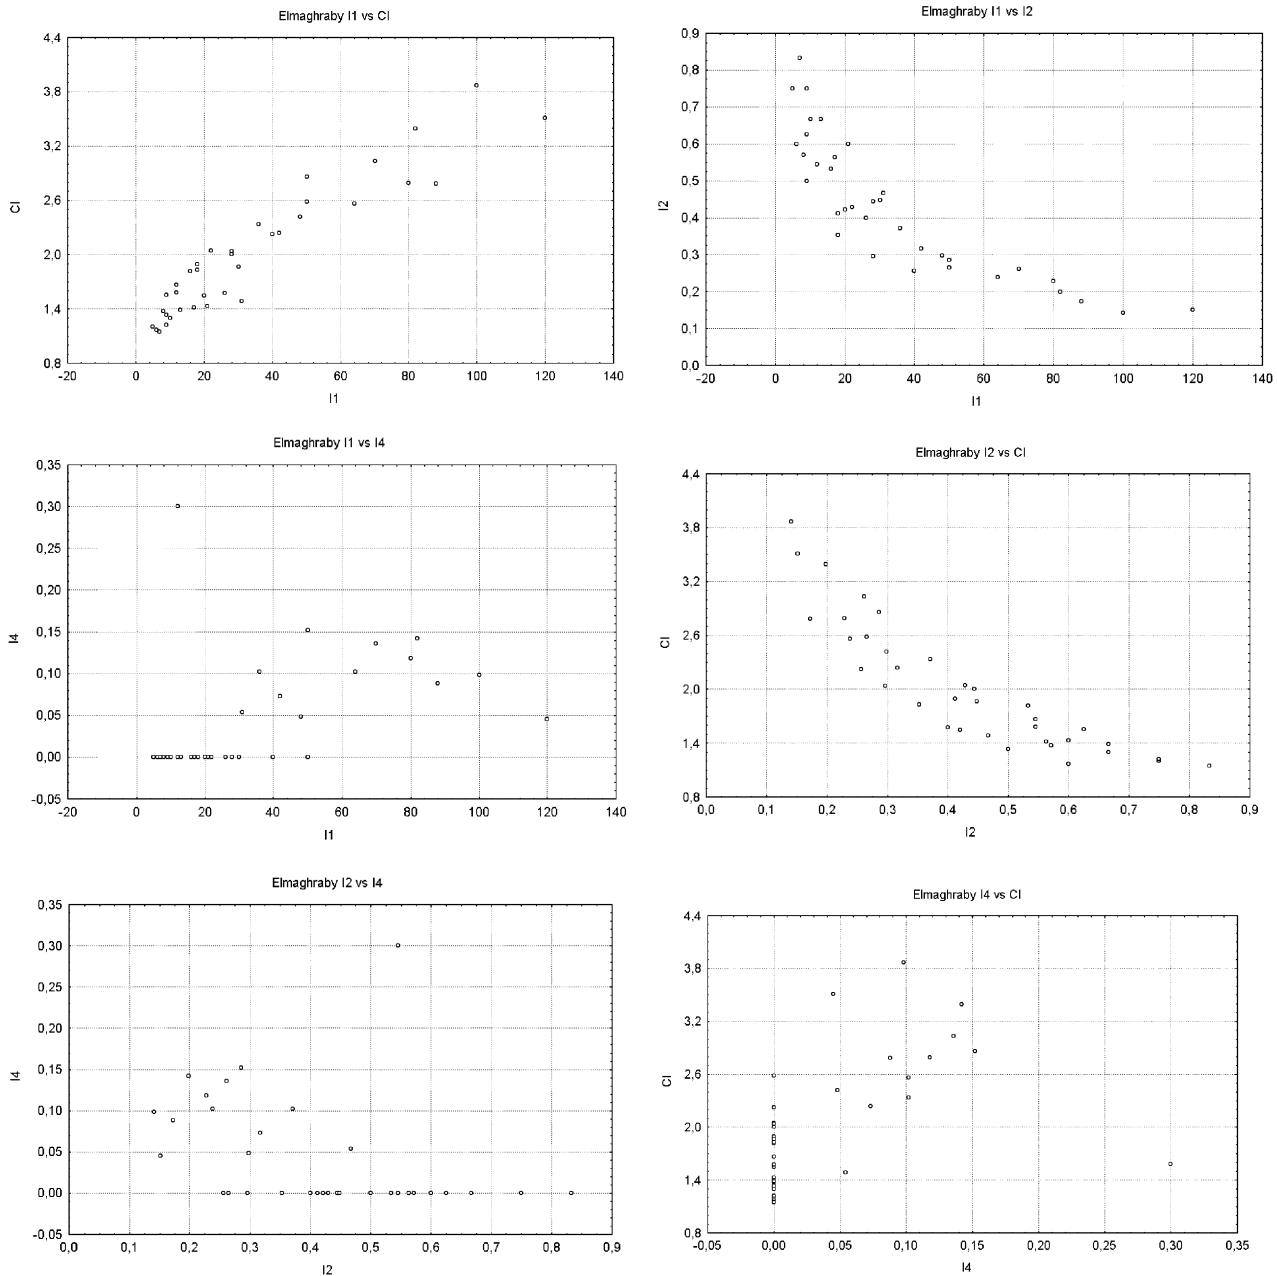 Elmaghraby I1 vs CI
4,4
3,8
3,2
CI
2,6
2,0
1,4
0,8
-20 0 20 40 60 80 100 120 140
I1
Elmaghraby I1 vs I2
0,9
0,8
0,7
0,6
I2
0,5
0,4
0,3
0,2
0,1
0,0
-20 0 20 40 60 80 100 120 140
I1
Elmaghraby I1 vs I4
0,35
0,30
0,25
0,20
I4
0,15
0,10
0,05
0,00
-0,05
-20 0 20 40 60 80 100 120 140
I1
Elmaghraby I2 vs CI
4,4
3,8
3,2
CI
2,6
2,0
1,4
0,8
0,0 0,1 0,2 0,3 0,4 0,5 0,6 0,7 0,8 0,9
I2
Elmaghraby I2 vs I4
0,35
0,30
0,25
0,20
I4
0,15
0,10
0,05
0,00
-0,05
0,0 0,1 0,2 0,3 0,4 0,5 0,6 0,7 0,8 0,9
I2
Elmaghraby I4 vs CI
4,4
3,8
3,2
CI
2,6
2,0
1,4
0,8
-0,05 0,00 0,05 0,10 0,15 0,20 0,25 0,30 0,35
I4